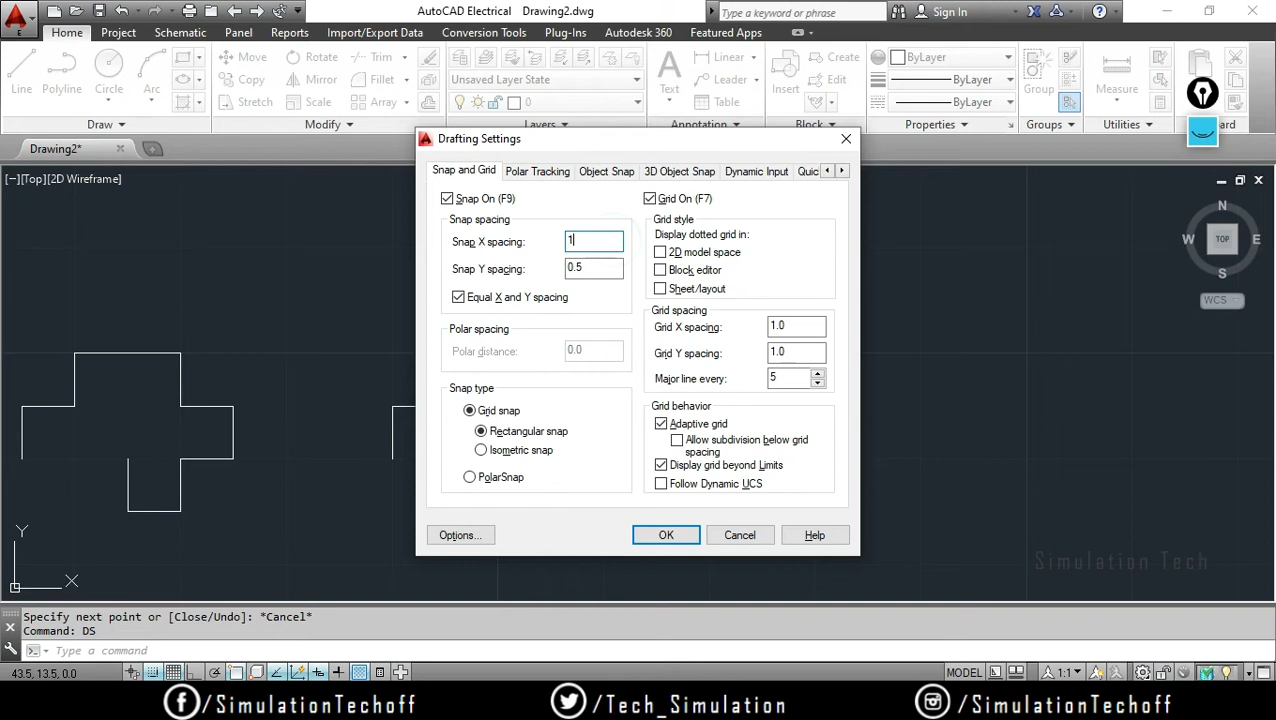 AutoCAD Electrical Drawing2.dwg
Type a keyword or phrase
Sign In
E
Home Project Schematic Panel Reports Import/Export Data Conversion Tools Plug-Ins Autodesk 360 Featured Apps
Line Polyline Circle Arc
Move Trim
Copy Mirror Fillet
Stretch Scale Array
Unsaved Layer State
0
Text
Linear
Leader
Table
Insert
Create
Edit
ByLayer
ByLayer
ByLayer
Group
Measure
Draw Modify Layers Annotation Block Properties Groups Utilities
Drawing2*
[−][Top][2D Wireframe]
Drafting Settings
Snap and Grid Polar Tracking Object Snap 3D Object Snap Dynamic Input Quic
Snap On (F9)
Snap spacing
Snap X spacing: 1
Snap Y spacing: 0.5
Equal X and Y spacing
Polar spacing
Polar distance: 0.0
Snap type
Grid snap
Rectangular snap
Isometric snap
PolarSnap
Grid On (F7)
Grid style
Display dotted grid in:
2D model space
Block editor
Sheet/layout
Grid spacing
Grid X spacing: 1.0
Grid Y spacing: 1.0
Major line every: 5
Grid behavior
Adaptive grid
Allow subdivision below grid
spacing
Display grid beyond Limits
Follow Dynamic UCS
Options... OK Cancel Help
N
W TOP E
S
WCS
Y
X
Simulation Tech
Specify next point or [Close/Undo]: *Cancel*
Command: DS
Type a command
43.5, 13.5, 0.0
MODEL
1:1
/SimulationTechoff
/Tech_Simulation
/SimulationTechoff